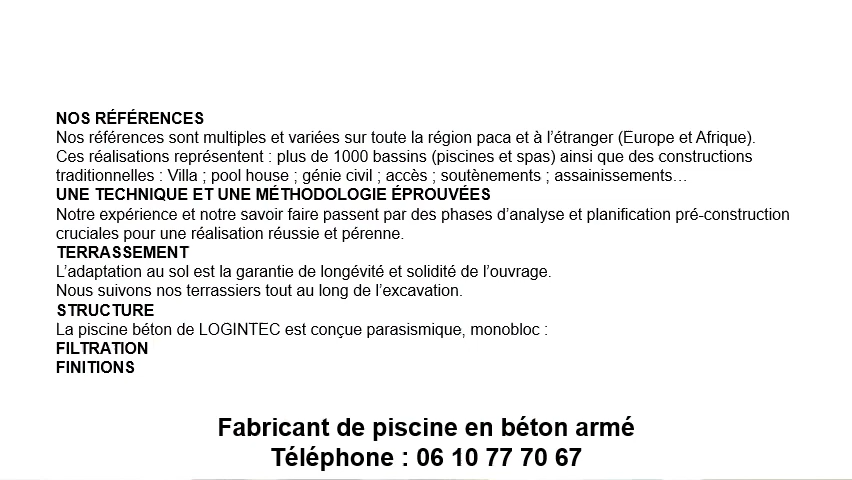 NOS RÉFÉRENCES
Nos références sont multiples et variées sur toute la région paca et à l’étranger (Europe et Afrique).
Ces réalisations représentent : plus de 1000 bassins (piscines et spas) ainsi que des constructions
traditionnelles : Villa ; pool house ; génie civil ; accès ; soutènements ; assainissements…
UNE TECHNIQUE ET UNE MÉTHODOLOGIE ÉPROUVÉES
Notre expérience et notre savoir faire passent par des phases d’analyse et planification pré-construction
cruciales pour une réalisation réussie et pérenne.
TERRASSEMENT
L’adaptation au sol est la garantie de longévité et solidité de l’ouvrage.
Nous suivons nos terrassiers tout au long de l’excavation.
STRUCTURE
La piscine béton de LOGINTEC est conçue parasismique, monobloc :
FILTRATION
FINITIONS
Fabricant de piscine en béton armé
Téléphone : 06 10 77 70 67